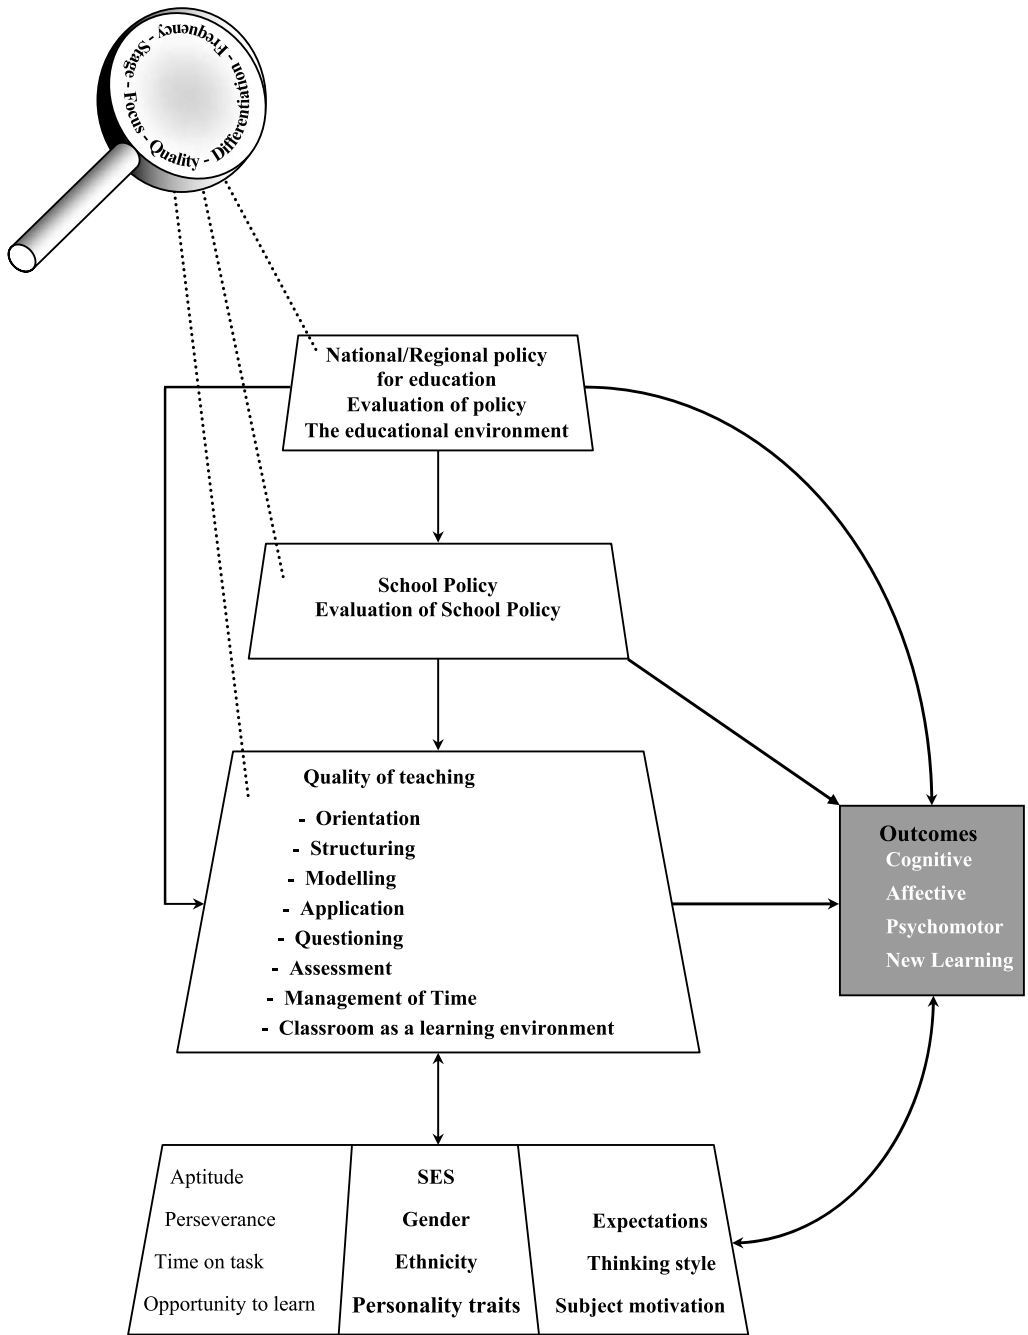 Frequency - Differentiation - Quality - Focus - Stage -
National/Regional policy
for education
Evaluation of policy
The educational environment
School Policy
Evaluation of School Policy
Quality of teaching
- Orientation
- Structuring
- Modelling
- Application
- Questioning
- Assessment
- Management of Time
- Classroom as a learning environment
Outcomes
Cognitive
Affective
Psychomotor
New Learning
Aptitude
Perseverance
Time on task
Opportunity to learn
SES
Gender
Ethnicity
Personality traits
Expectations
Thinking style
Subject motivation